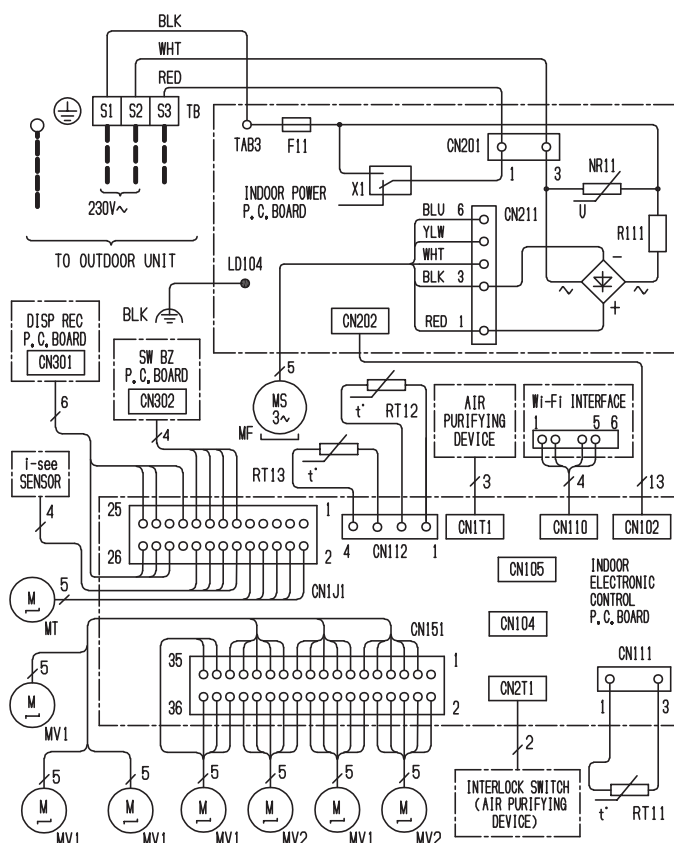 BLK
WHT
RED
S1 S2 S3 TB
230V~
TO OUTDOOR UNIT
TAB3
F11
X1
CN201
1 3
NR11
U
R111
INDOOR POWER
P.C.BOARD
BLU 6
YLW
WHT
BLK 3
RED 1
CN211
−
~ ~
+
LD104
BLK
CN202
DISP REC
P.C.BOARD
CN301
6
SW BZ
P.C.BOARD
CN302
4
5
MS
3~
MF
t°
RT12
t°
RT13
AIR
PURIFYING
DEVICE
3
Wi-Fi INTERFACE
1 5 6
4
13
i-see
SENSOR
4
25 1
26 2
CN1J1
4 CN112 1
CN1T1
CN110
CN102
CN105
CN104
CN2T1
INDOOR
ELECTRONIC
CONTROL
P.C.BOARD
M
5
MT
CN151
35 1
36 2
CN111
1 3
M
5
MV1
2
INTERLOCK SWITCH
(AIR PURIFYING
DEVICE)
t°
RT11
5 5 5 5 5 5
M M M M M M
MV1 MV1 MV1 MV2 MV1 MV2